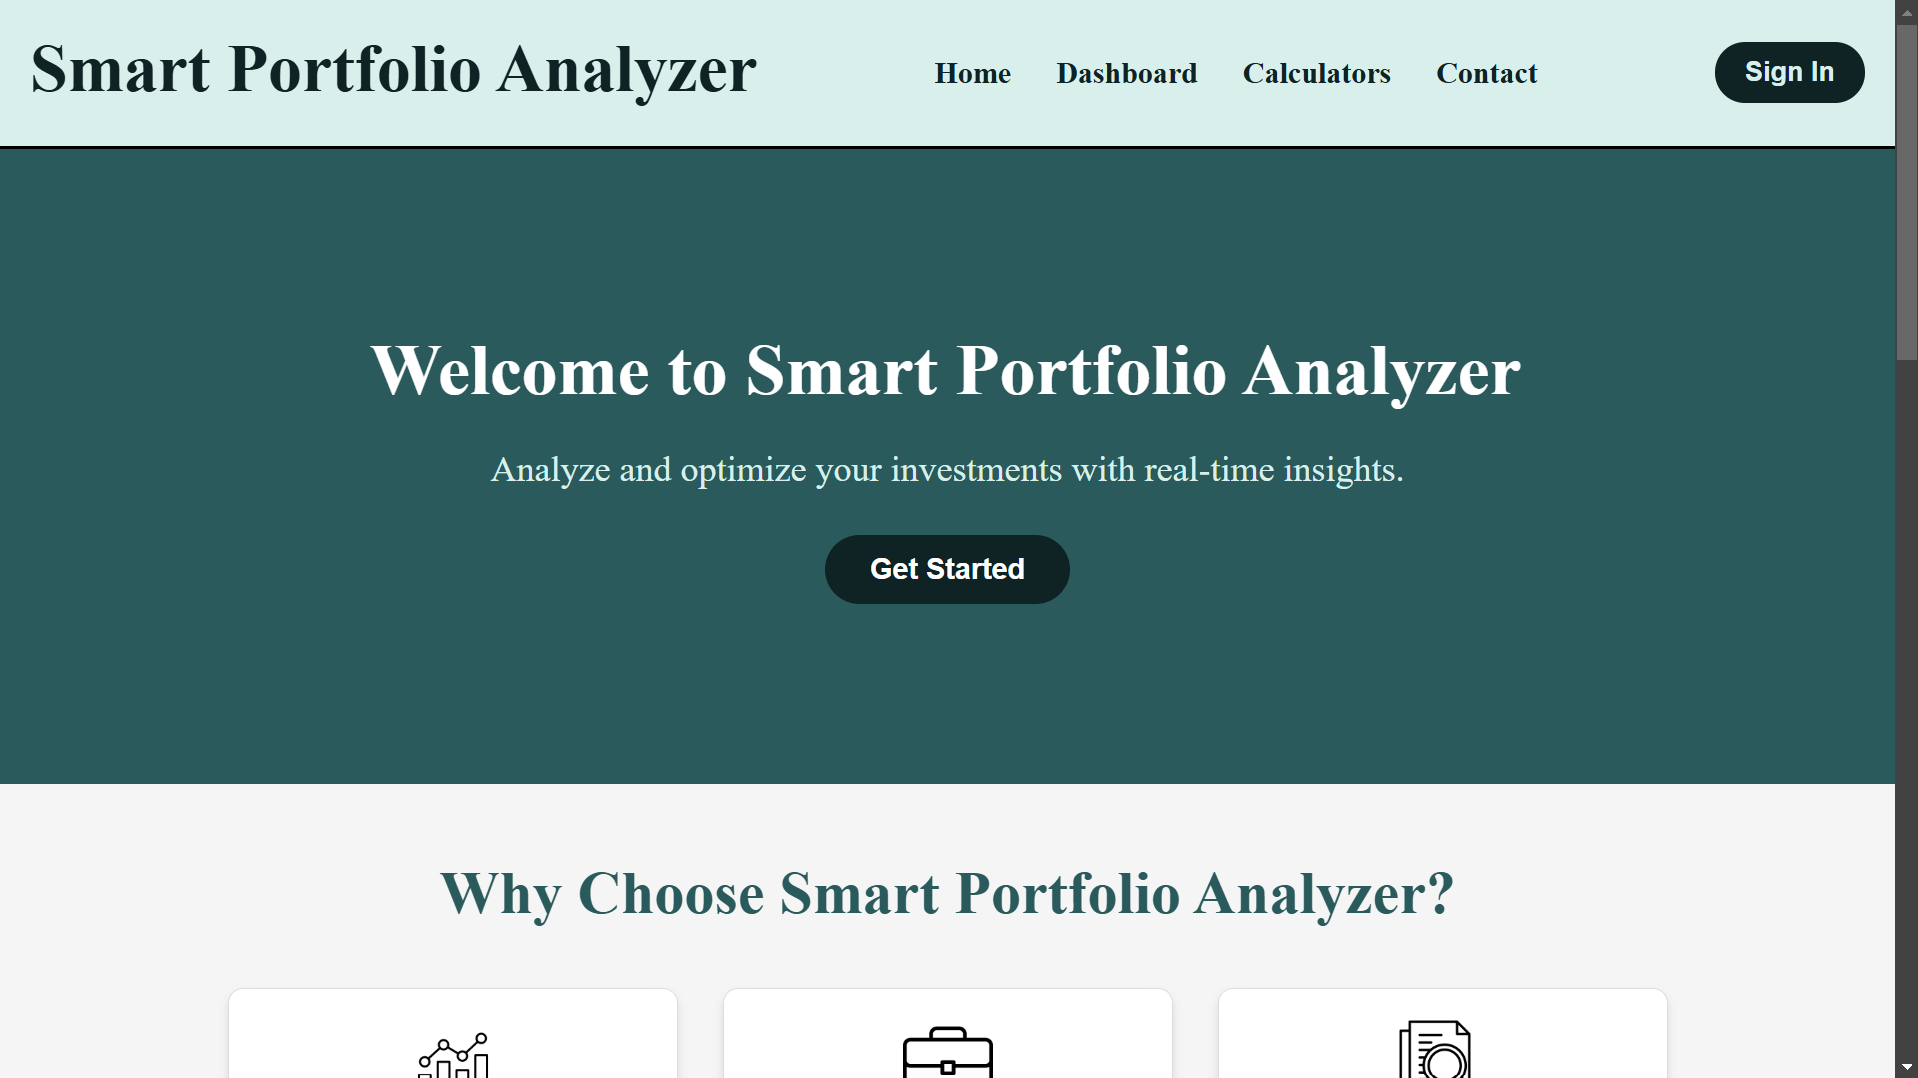 Smart Portfolio Analyzer
Home Dashboard Calculators Contact
Sign In
Welcome to Smart Portfolio Analyzer
Analyze and optimize your investments with real-time insights.
Get Started
Why Choose Smart Portfolio Analyzer?